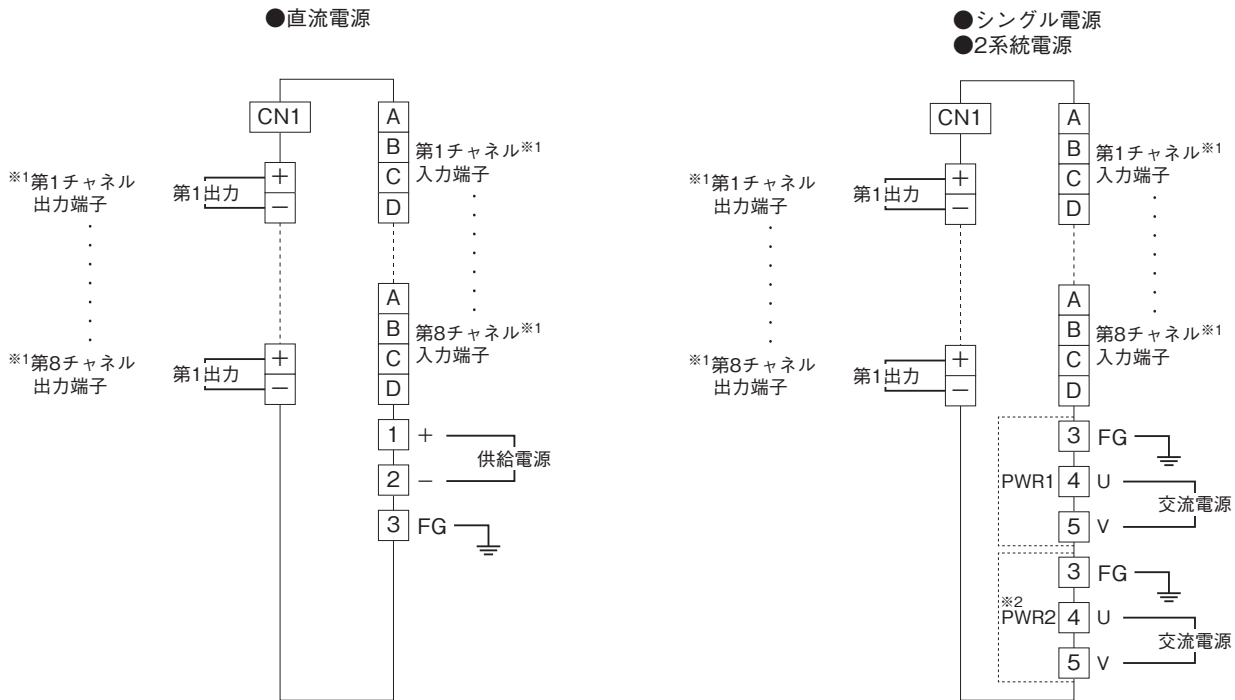 ●直流電源
CN1
A
B
C
D
第1チャネル※1
入力端子
※1第1チャネル
出力端子
第1出力
+
−
A
B
C
D
第8チャネル※1
入力端子
※1第8チャネル
出力端子
第1出力
+
−
1 +
2 −
供給電源
3 FG
●シングル電源
●2系統電源
CN1
A
B
C
D
第1チャネル※1
入力端子
※1第1チャネル
出力端子
第1出力
+
−
A
B
C
D
第8チャネル※1
入力端子
※1第8チャネル
出力端子
第1出力
+
−
PWR1
3 FG
4 U
5 V
交流電源
※2
PWR2
3 FG
4 U
5 V
交流電源